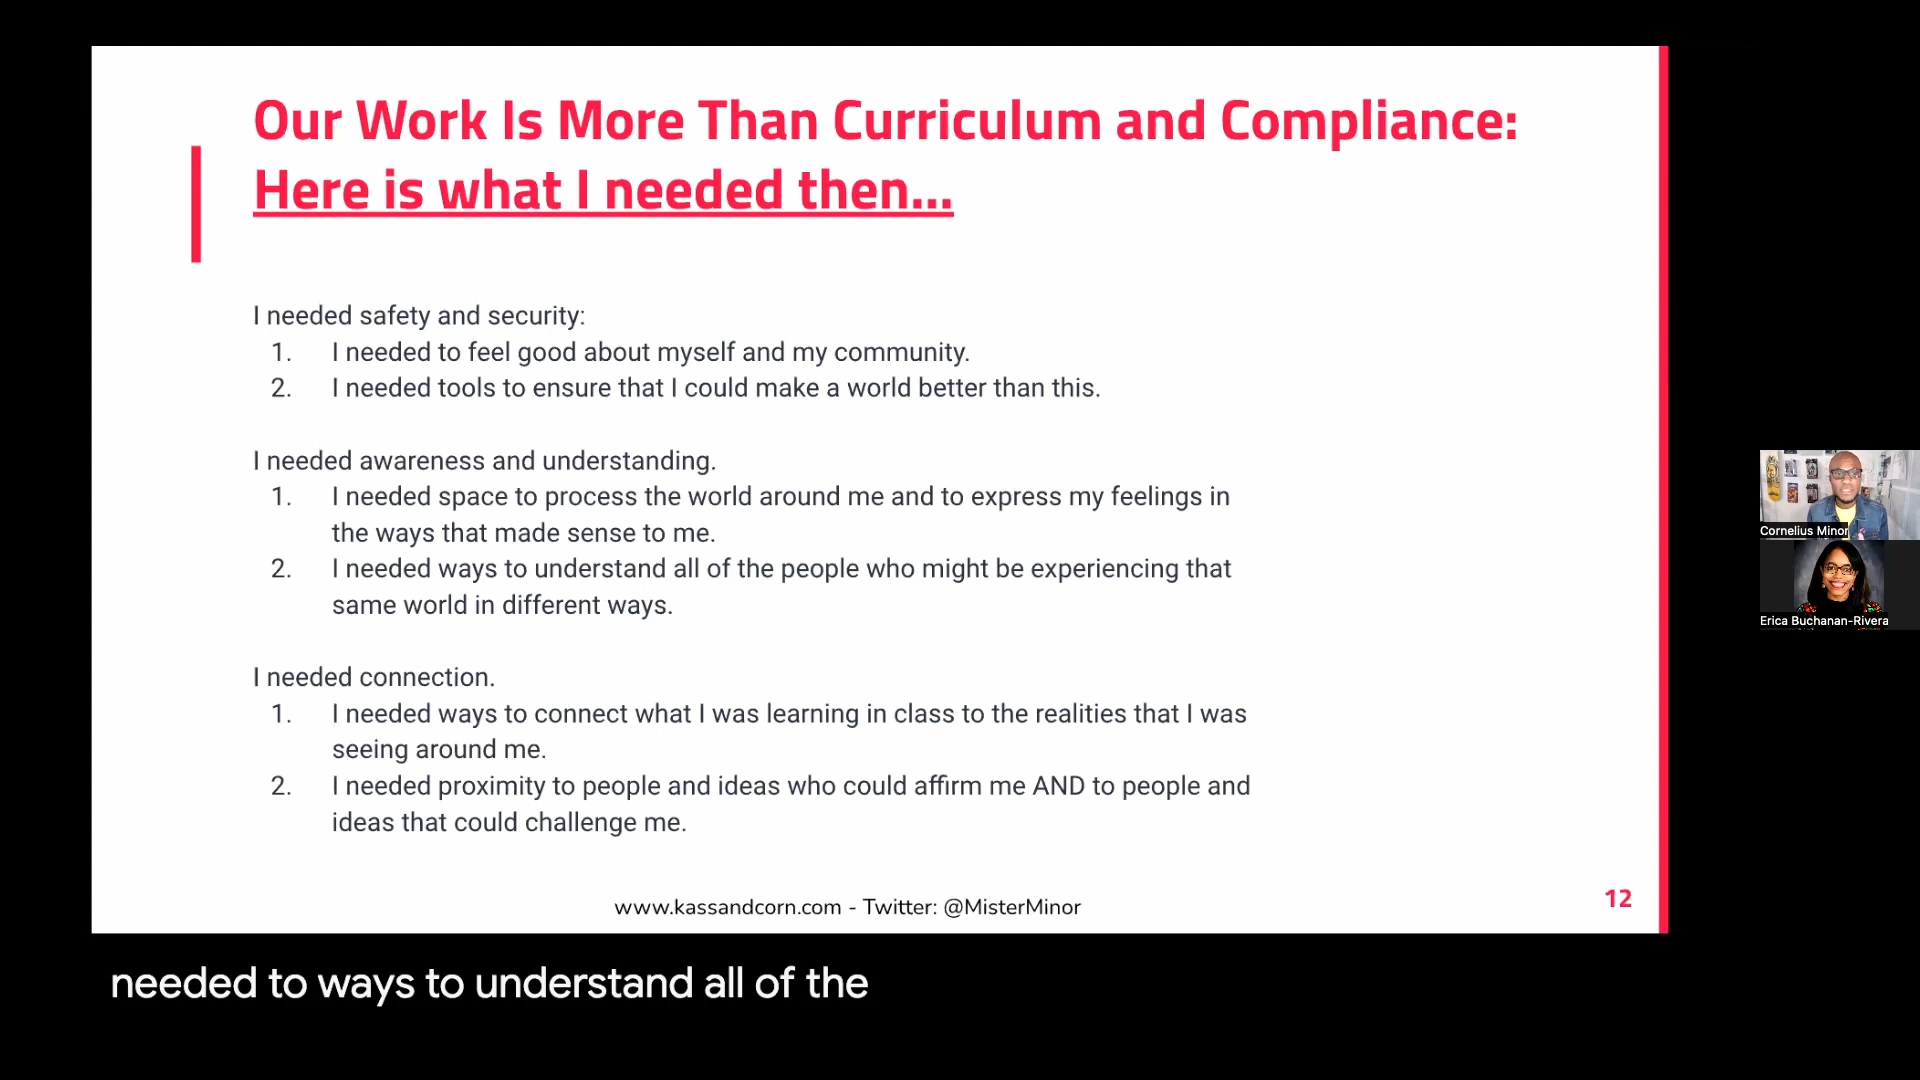 Our Work Is More Than Curriculum and Compliance:
Here is what I needed then...
I needed safety and security:
1. I needed to feel good about myself and my community.
2. I needed tools to ensure that I could make a world better than this.
I needed awareness and understanding.
1. I needed space to process the world around me and to express my feelings in
the ways that made sense to me.
2. I needed ways to understand all of the people who might be experiencing that
same world in different ways.
I needed connection.
1. I needed ways to connect what I was learning in class to the realities that I was
seeing around me.
2. I needed proximity to people and ideas who could affirm me AND to people and
ideas that could challenge me.
www.kassandcorn.com - Twitter: @MisterMinor
12
Cornelius Minor
Erica Buchanan-Rivera
needed to ways to understand all of the